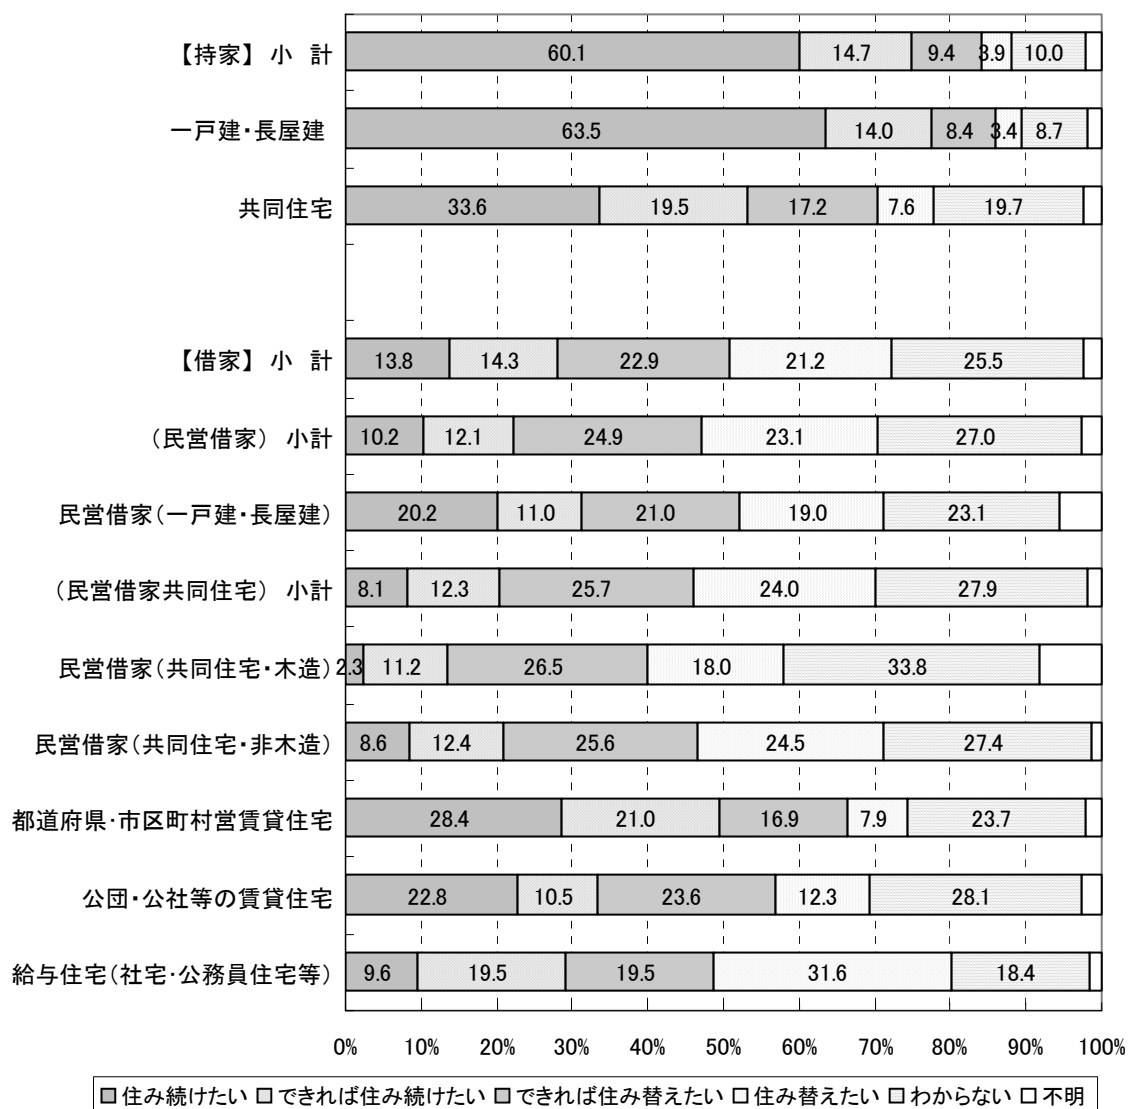 【持家】 小 計 60.1 14.7 9.4 3.9 10.0
一戸建・長屋建 63.5 14.0 8.4 3.4 8.7
共同住宅 33.6 19.5 17.2 7.6 19.7
【借家】 小 計 13.8 14.3 22.9 21.2 25.5
(民営借家) 小計 10.2 12.1 24.9 23.1 27.0
民営借家(一戸建・長屋建) 20.2 11.0 21.0 19.0 23.1
(民営借家共同住宅) 小計 8.1 12.3 25.7 24.0 27.9
民営借家(共同住宅・木造) 2.3 11.2 26.5 18.0 33.8
民営借家(共同住宅・非木造) 8.6 12.4 25.6 24.5 27.4
都道府県・市区町村営賃貸住宅 28.4 21.0 16.9 7.9 23.7
公団・公社等の賃貸住宅 22.8 10.5 23.6 12.3 28.1
給与住宅(社宅・公務員住宅等) 9.6 19.5 19.5 31.6 18.4
0% 10% 20% 30% 40% 50% 60% 70% 80% 90% 100%
住み続けたい できれば住み続けたい できれば住み替えたい 住み替えたい わからない 不明